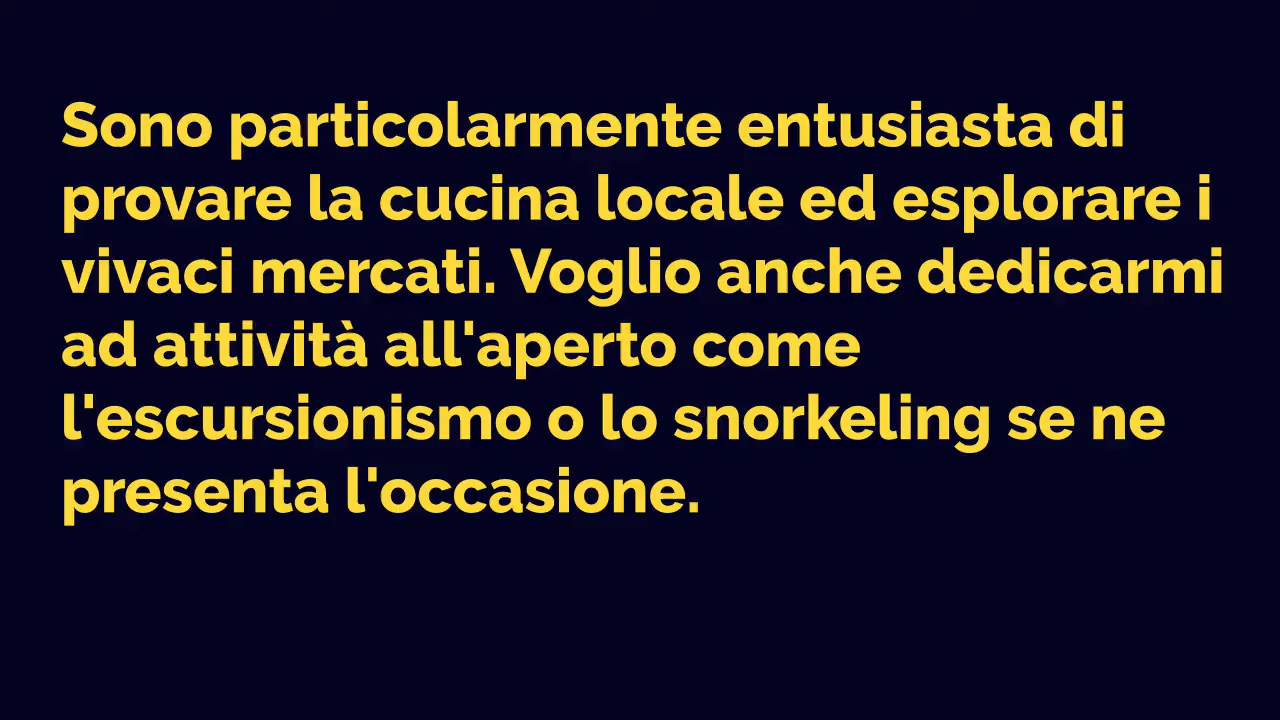 Sono particolarmente entusiasta di
provare la cucina locale ed esplorare i
vivaci mercati. Voglio anche dedicarmi
ad attività all'aperto come
l'escursionismo o lo snorkeling se ne
presenta l'occasione.